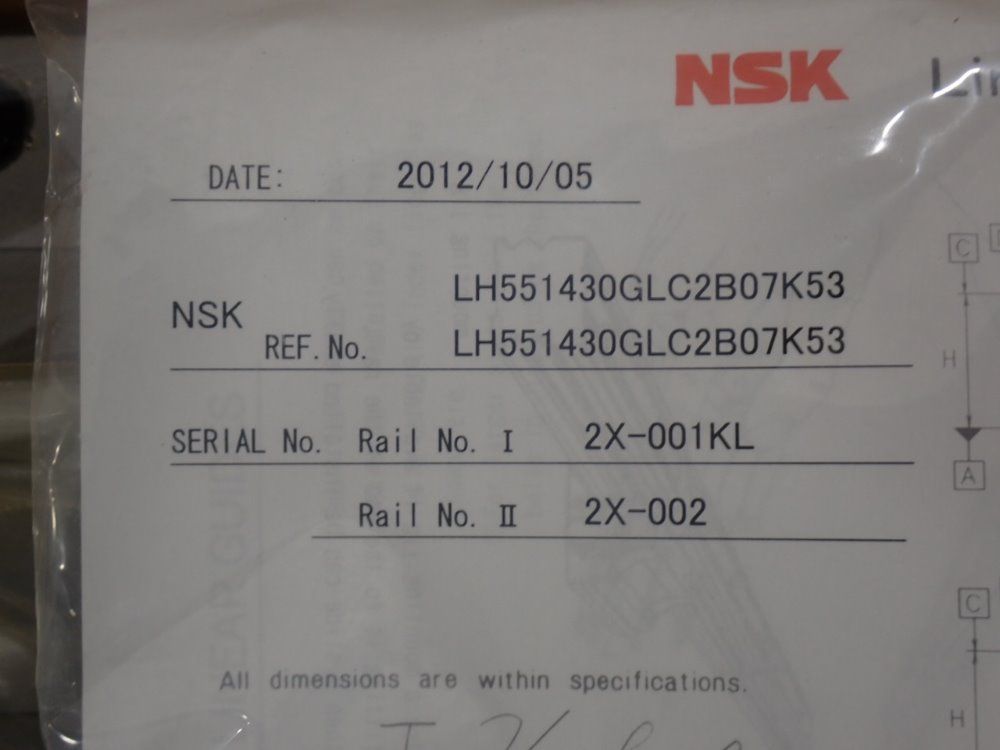 NSK
DATE: 2012/10/05
LH551430GLC2B07K53
NSK REF.No. LH551430GLC2B07K53
SERIAL No. Rail No. I 2X-001KL
Rail No. II 2X-002
All dimensions are within specifications.
C
H
A
C
H